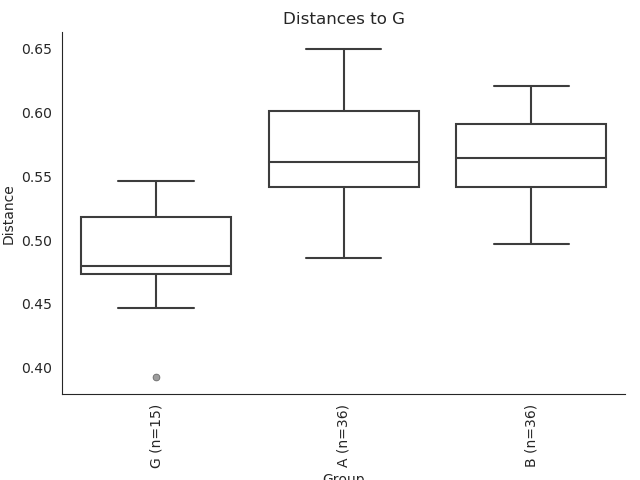 Distances to G
0.65
0.60
0.55
0.50
0.45
0.40
Distance
G (n=15)
A (n=36)
B (n=36)
Group